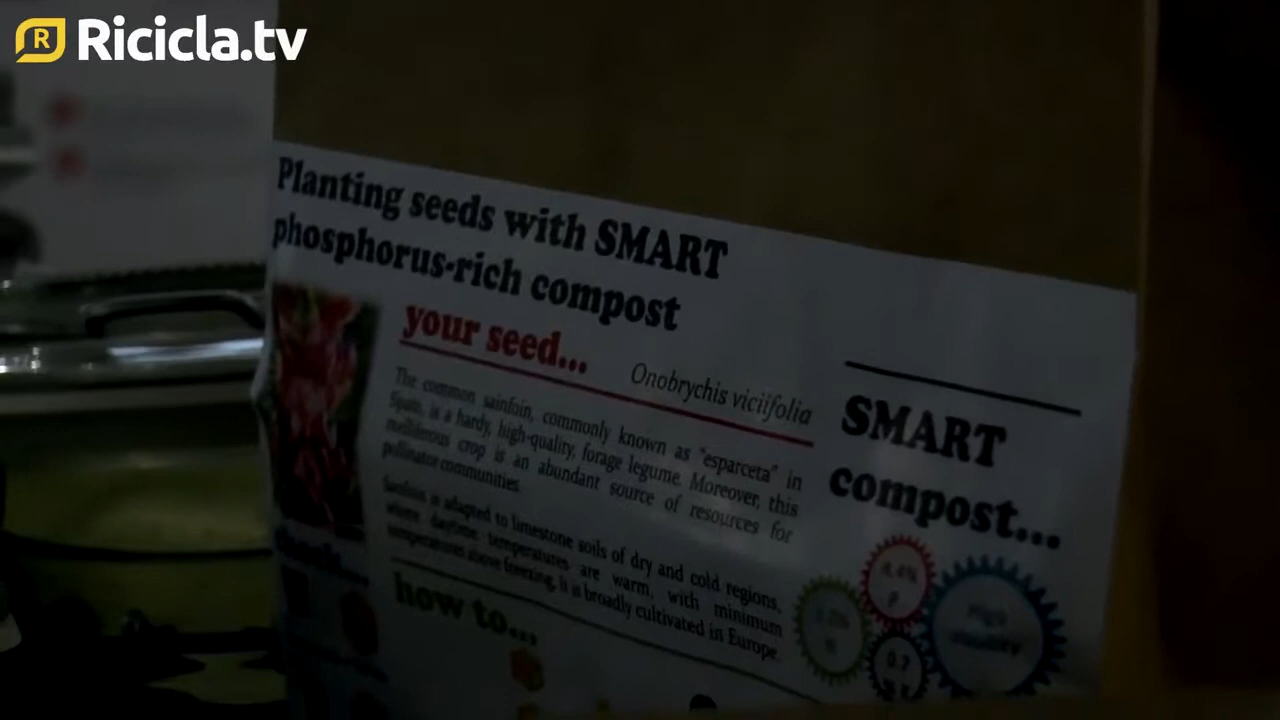 Ricicla.tv
Planting seeds with SMART
phosphorus-rich compost
your seed...
Onobrychis viciifolia
The common sainfoin, commonly known as "esparceta" in
Spain, is a hardy, high-quality, forage legume. Moreover, this
melliferous crop is an abundant source of resources for
pollinator communities.
Sainfoin is adapted to limestone soils of dry and cold regions,
where daytime temperatures are warm, with minimum
temperatures above freezing, it is broadly cultivated in Europe.
how to...
SMART
compost...
4.4%
P
High